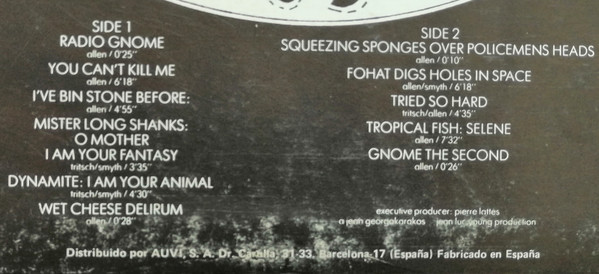 SIDE 1
RADIO GNOME
allen / 0'25"
YOU CAN'T KILL ME
allen / 6'18"
I'VE BIN STONE BEFORE:
allen / 4'55"
MISTER LONG SHANKS:
O MOTHER
I AM YOUR FANTASY
tritsch/smyth / 3'35"
DYNAMITE: I AM YOUR ANIMAL
tritsch/smyth / 4'30"
WET CHEESE DELIRUM
allen / 0'28"
SIDE 2
SQUEEZING SPONGES OVER POLICEMENS HEADS
allen / 0'10"
FOHAT DIGS HOLES IN SPACE
allen/smyth / 6'18"
TRIED SO HARD
tritsch/allen / 4'35"
TROPICAL FISH: SELENE
allen / 7'32"
GNOME THE SECOND
allen / 0'26"
executive producer: pierre lattes
a jean georgakarakos jean luc young production
Distribuido por AUVI, S. A. Dr. 31-33. Barcelona-17 (España) Fabricado en España